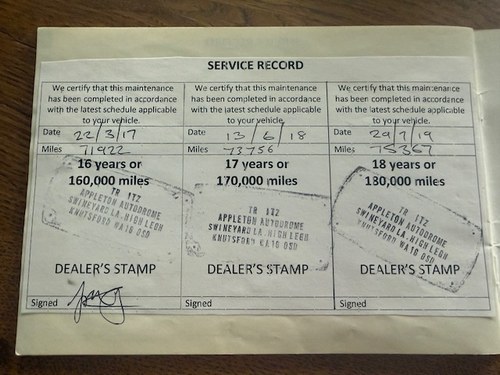 SERVICE RECORD
We certify that this maintenance
has been completed in accordance
with the latest schedule applicable
to your vehicle.
Date 22/3/17
Miles 71922
16 years or
160,000 miles
TR ITZ
APPLETON AUTODROME
SWINEYARD LA. HIGH LEGH
KNUTSFORD WA16 0SD
DEALER'S STAMP
Signed
We certify that this maintenance
has been completed in accordance
with the latest schedule applicable
to your vehicle.
Date 13/6/18
Miles 73756
17 years or
170,000 miles
TR ITZ
APPLETON AUTODROME
SWINEYARD LA. HIGH LEGH
KNUTSFORD WA16 0SD
DEALER'S STAMP
Signed
We certify that this maintenance
has been completed in accordance
with the latest schedule applicable
to your vehicle.
Date 29/7/19
Miles 75367
18 years or
180,000 miles
TR ITZ
APPLETON AUTODROME
SWINEYARD LA. HIGH LEGH
KNUTSFORD WA16 0SD
DEALER'S STAMP
Signed